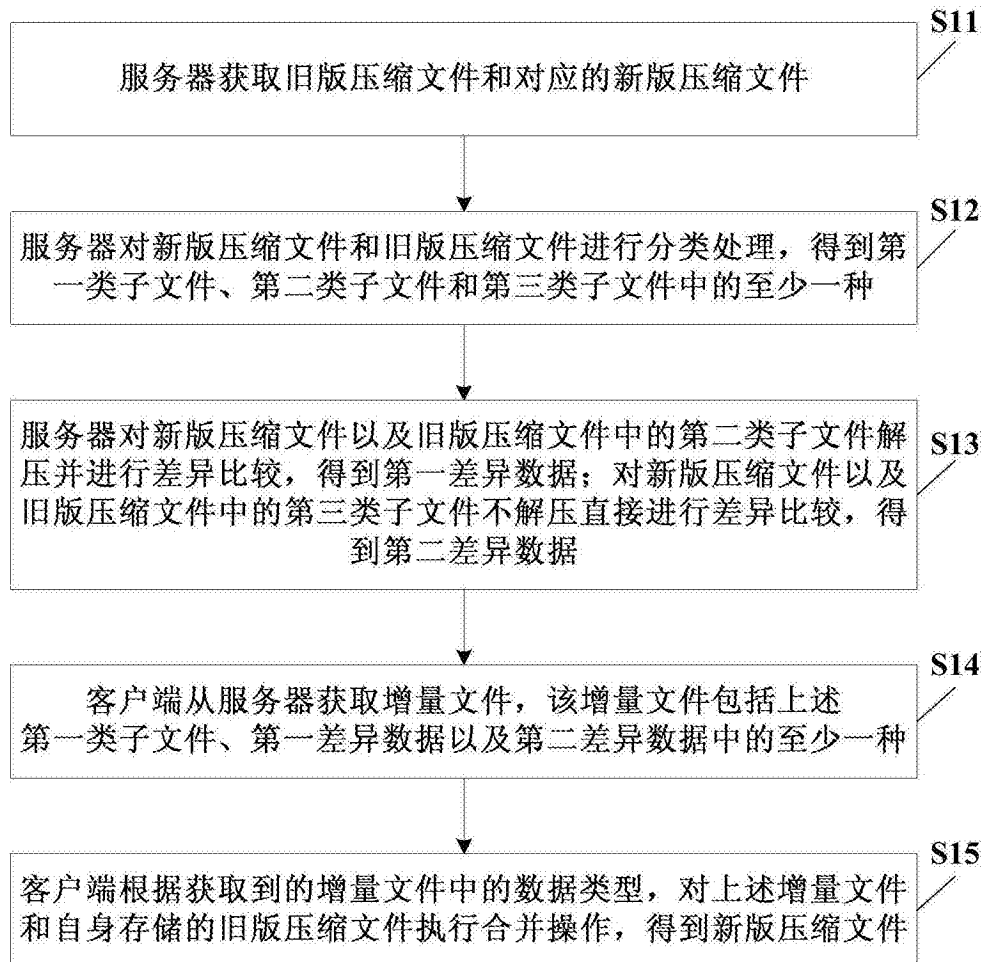 S11
服务器获取旧版压缩文件和对应的新版压缩文件
S12
服务器对新版压缩文件和旧版压缩文件进行分类处理，得到第
一类子文件、第二类子文件和第三类子文件中的至少一种
S13
服务器对新版压缩文件以及旧版压缩文件中的第二类子文件解
压并进行差异比较，得到第一差异数据；对新版压缩文件以及
旧版压缩文件中的第三类子文件不解压直接进行差异比较，得
到第二差异数据
S14
客户端从服务器获取增量文件，该增量文件包括上述
第一类子文件、第一差异数据以及第二差异数据中的至少一种
S15
客户端根据获取到的增量文件中的数据类型，对上述增量文件
和自身存储的旧版压缩文件执行合并操作，得到新版压缩文件